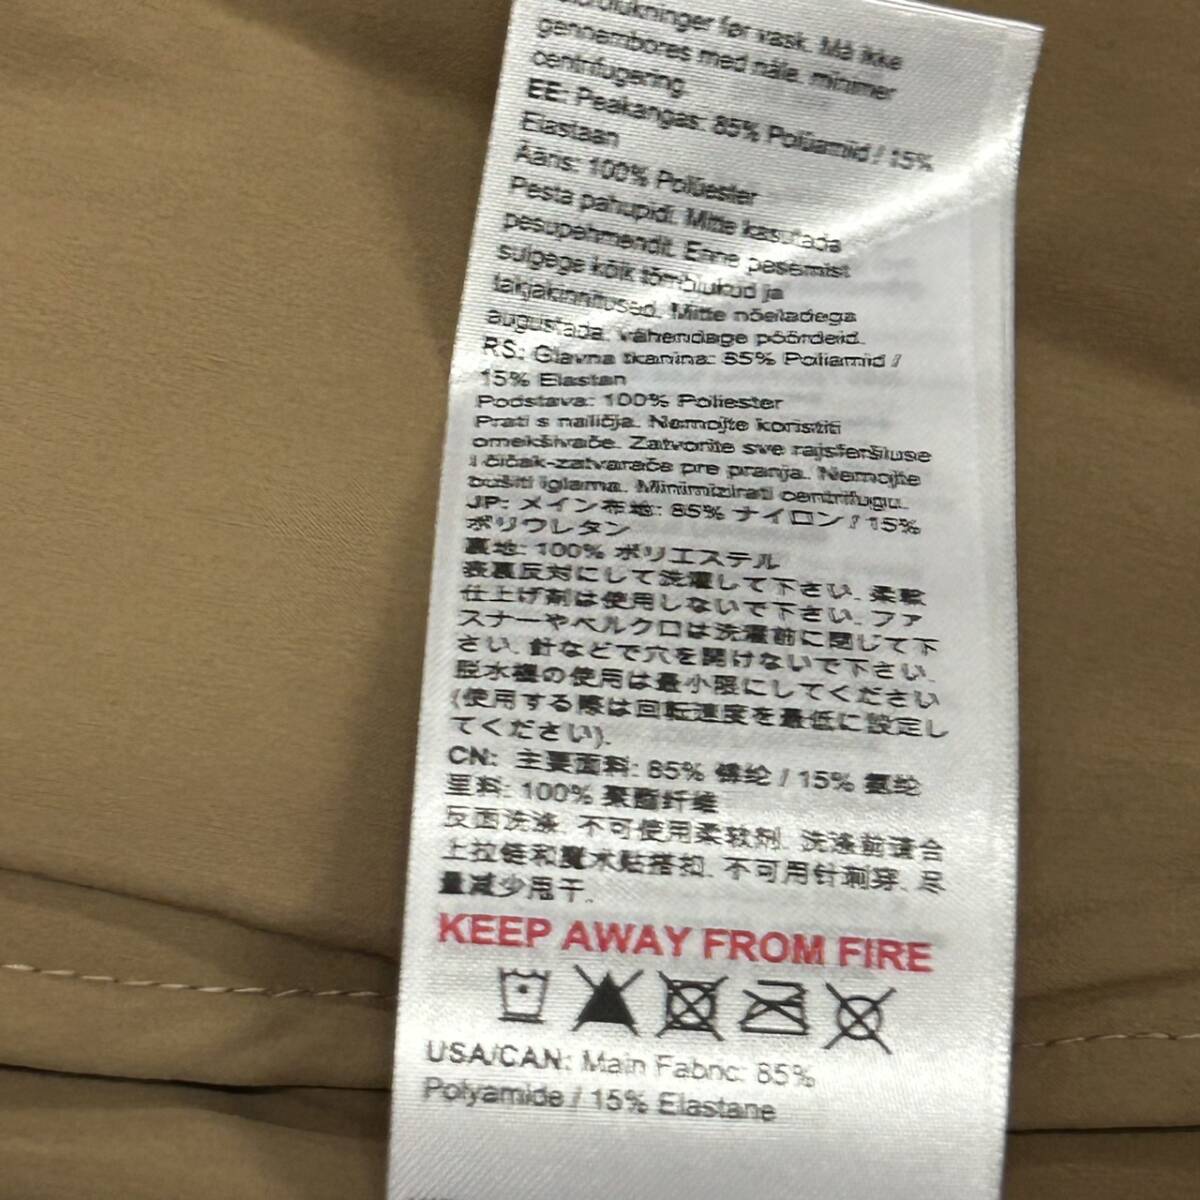 før vask. Må ikke
gennembores med nåle. minimer
centrifugering.
EE: Peakangas: 85% Polüamiid / 15%
Elastaan
Aans: 100% Polüester
Pesta pahupidi. Mitte kasutada
pesupehmendit. Enne pesemist
sulgege kõik tõmblukud ja
takjakinnitused. Mitte nõeladega
augustada. vähendage pöördeid.
RS: Glavna tkanina: 85% Poliamid /
15% Elastan
Podstava: 100% Poliester
Prati s naličja. Nemojte koristiti
omekšivače. Zatvorite sve rajsferšluse
i čičak-zatvarače pre pranja. Nemojte
bušiti iglama. Minimizirati centrifugu.
JP: メイン布地: 85% ナイロン / 15%
ポリウレタン
裏地: 100% ポリエステル
表裏反対にして洗濯して下さい. 柔軟
仕上げ剤は使用しないで下さい. ファ
スナーやベルクロは洗濯前に閉じて下
さい. 針などで穴を開けないで下さい.
脱水機の使用は最小限にしてください
(使用する際は回転速度を最低に設定し
てください).
CN: 主要面料: 85% 锦纶 / 15% 氨纶
里料: 100% 聚酯纤维
反面洗涤. 不可使用柔软剂. 洗涤前请合
上拉链和魔术贴搭扣. 不可用针刺穿. 尽
量减少甩干.
KEEP AWAY FROM FIRE
USA/CAN: Main Fabric: 85%
Polyamide / 15% Elastane